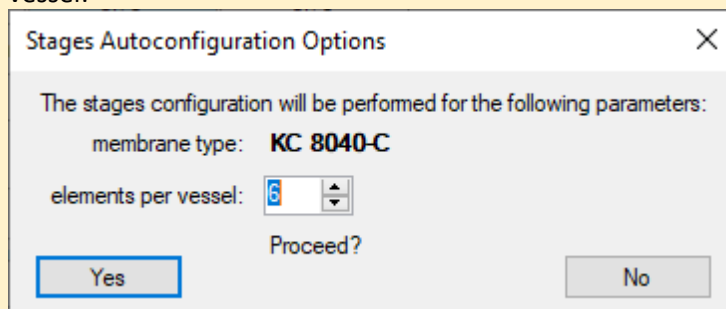 vessel.
Stages Autoconfiguration Options
The stages configuration will be performed for the following parameters:
membrane type: KC 8040-C
elements per vessel: 6
Proceed?
Yes No